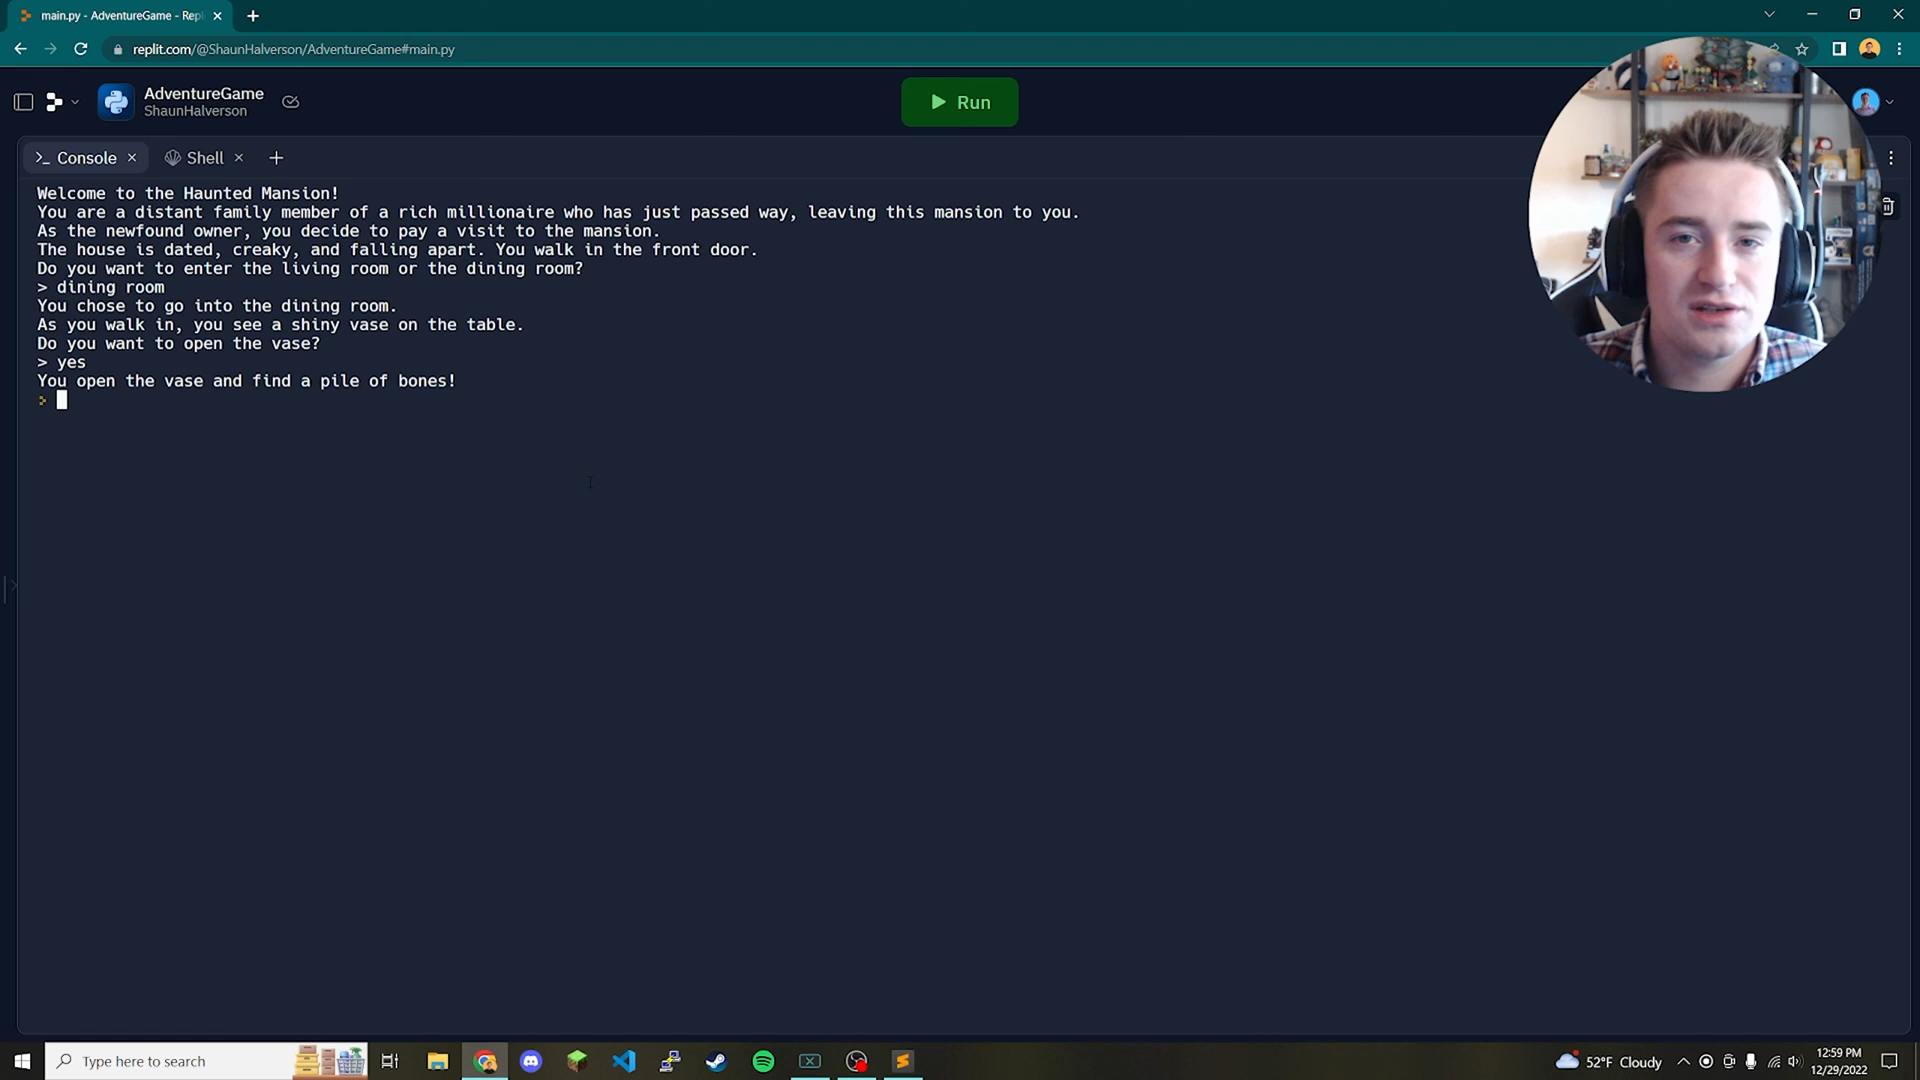 main.py - AdventureGame - Repl
replit.com/@ShaunHalverson/AdventureGame#main.py
AdventureGame
ShaunHalverson
Run
Console
Shell
Welcome to the Haunted Mansion!
You are a distant family member of a rich millionaire who has just passed way, leaving this mansion to you.
As the newfound owner, you decide to pay a visit to the mansion.
The house is dated, creaky, and falling apart. You walk in the front door.
Do you want to enter the living room or the dining room?
> dining room
You chose to go into the dining room.
As you walk in, you see a shiny vase on the table.
Do you want to open the vase?
> yes
You open the vase and find a pile of bones!
>
Type here to search
52°F Cloudy
12:59 PM
12/29/2022